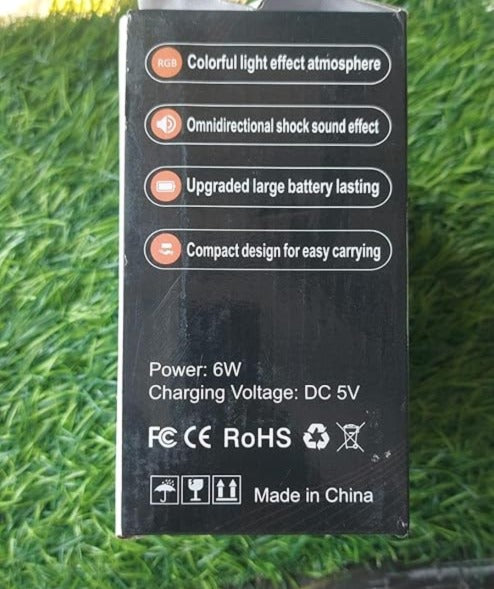 RGB Colorful light effect atmosphere
Omnidirectional shock sound effect
Upgraded large battery lasting
Compact design for easy carrying
Power: 6W
Charging Voltage: DC 5V
FC CE RoHS
Made in China